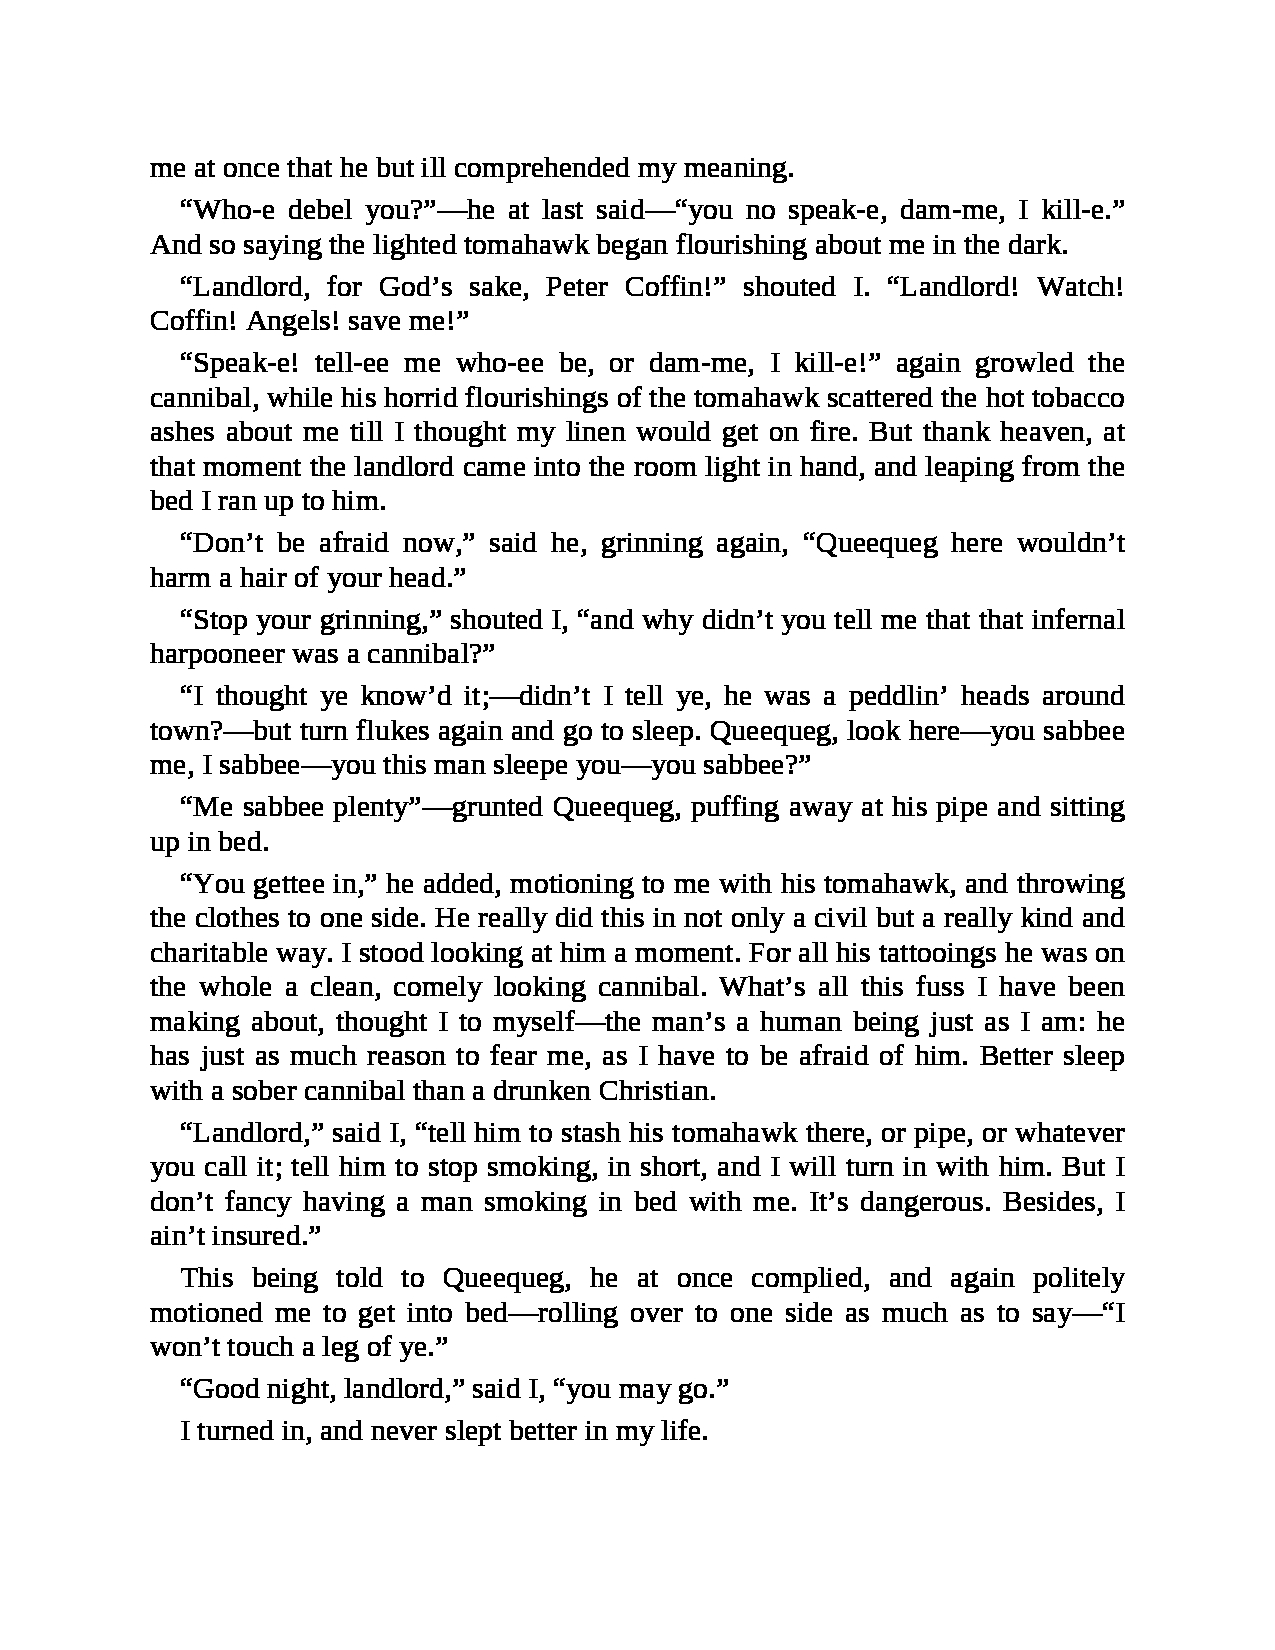 me at once that he but ill comprehended my meaning.
“Who-e debel you?”—he at last said—“you no speak-e, dam-me, I kill-e.”
And so saying the lighted tomahawk began flourishing about me in the dark.
“Landlord, for God’s sake, Peter Coffin!” shouted I. “Landlord! Watch!
Coffin! Angels! save me!”
“Speak-e! tell-ee me who-ee be, or dam-me, I kill-e!” again growled the
cannibal, while his horrid flourishings of the tomahawk scattered the hot tobacco
ashes about me till I thought my linen would get on fire. But thank heaven, at
that moment the landlord came into the room light in hand, and leaping from the
bed I ran up to him.
“Don’t be afraid now,” said he, grinning again, “Queequeg here wouldn’t
harm a hair of your head.”
“Stop your grinning,” shouted I, “and why didn’t you tell me that that infernal
harpooneer was a cannibal?”
“I thought ye know’d it;—didn’t I tell ye, he was a peddlin’ heads around
town?—but turn flukes again and go to sleep. Queequeg, look here—you sabbee
me, I sabbee—you this man sleepe you—you sabbee?”
“Me sabbee plenty”—grunted Queequeg, puffing away at his pipe and sitting
up in bed.
“You gettee in,” he added, motioning to me with his tomahawk, and throwing
the clothes to one side. He really did this in not only a civil but a really kind and
charitable way. I stood looking at him a moment. For all his tattooings he was on
the whole a clean, comely looking cannibal. What’s all this fuss I have been
making about, thought I to myself—the man’s a human being just as I am: he
has just as much reason to fear me, as I have to be afraid of him. Better sleep
with a sober cannibal than a drunken Christian.
“Landlord,” said I, “tell him to stash his tomahawk there, or pipe, or whatever
you call it; tell him to stop smoking, in short, and I will turn in with him. But I
don’t fancy having a man smoking in bed with me. It’s dangerous. Besides, I
ain’t insured.”
This being told to Queequeg, he at once complied, and again politely
motioned me to get into bed—rolling over to one side as much as to say—“I
won’t touch a leg of ye.”
“Good night, landlord,” said I, “you may go.”
I turned in, and never slept better in my life.